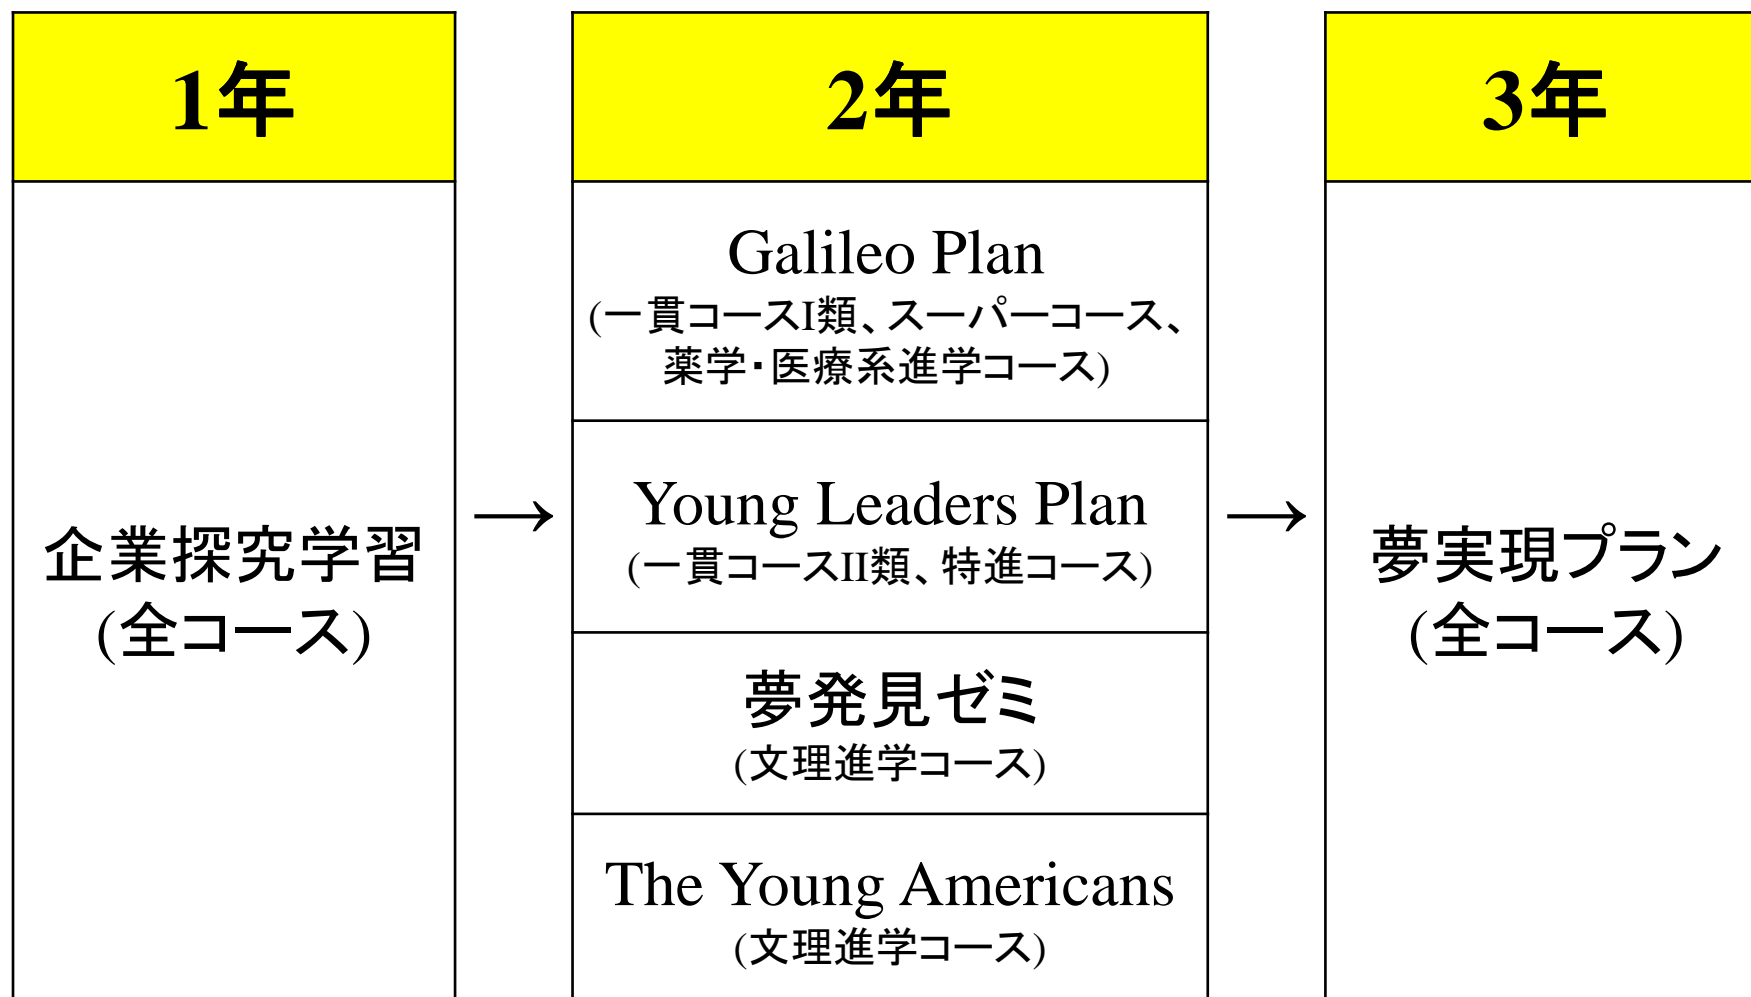 1年
企業探究学習
(全コース)
→
2年
Galileo Plan
(一貫コースI類、スーパーコース、
薬学・医療系進学コース)
Young Leaders Plan
(一貫コースII類、特進コース)
夢発見ゼミ
(文理進学コース)
The Young Americans
(文理進学コース)
→
3年
夢実現プラン
(全コース)